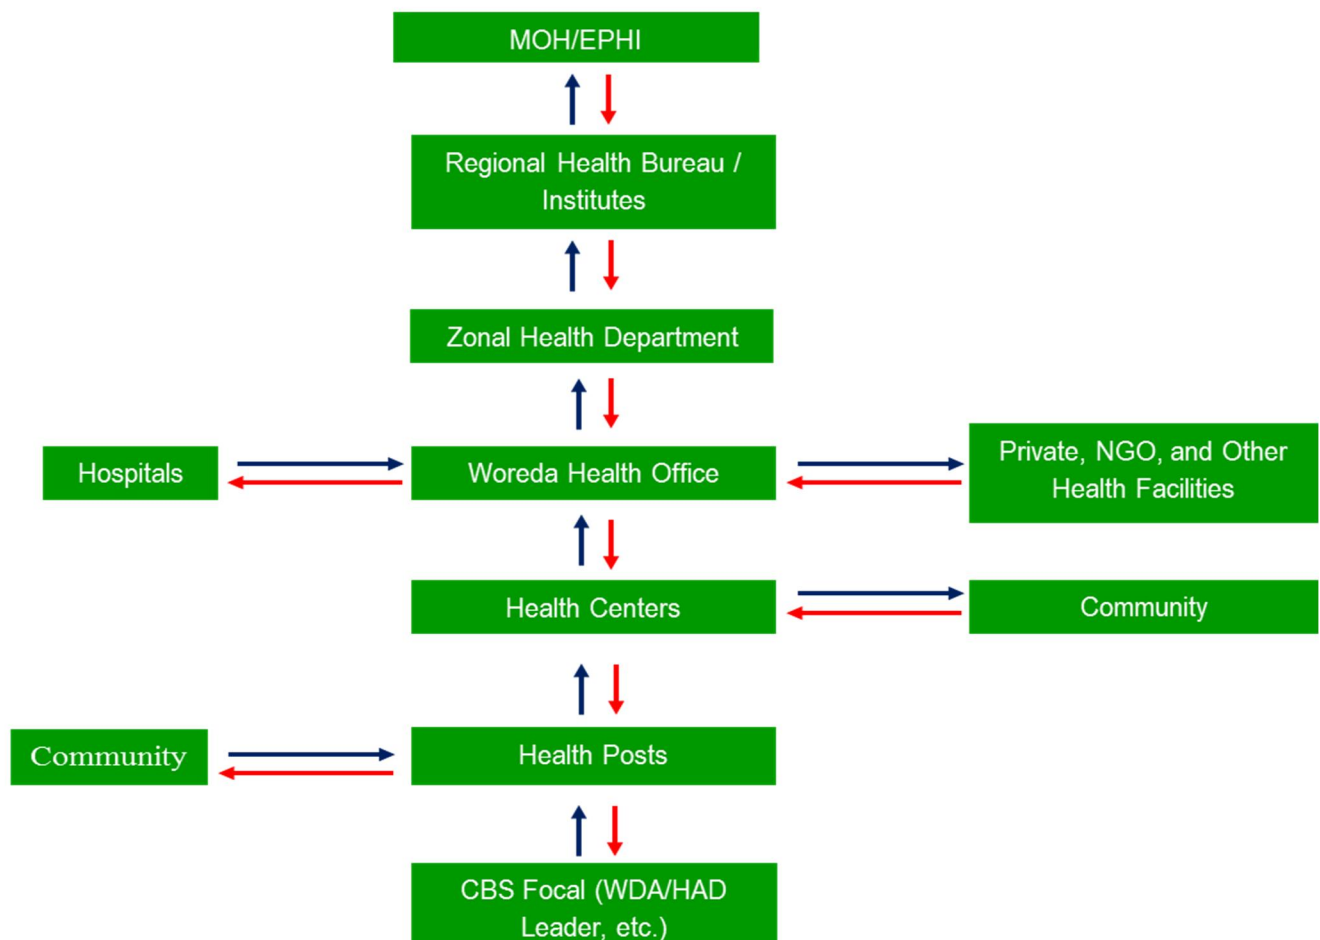 MOH/EPHI
Regional Health Bureau /
Institutes
Zonal Health Department
Hospitals
Woreda Health Office
Private, NGO, and Other
Health Facilities
Health Centers
Community
Community
Health Posts
CBS Focal (WDA/HAD
Leader, etc.)